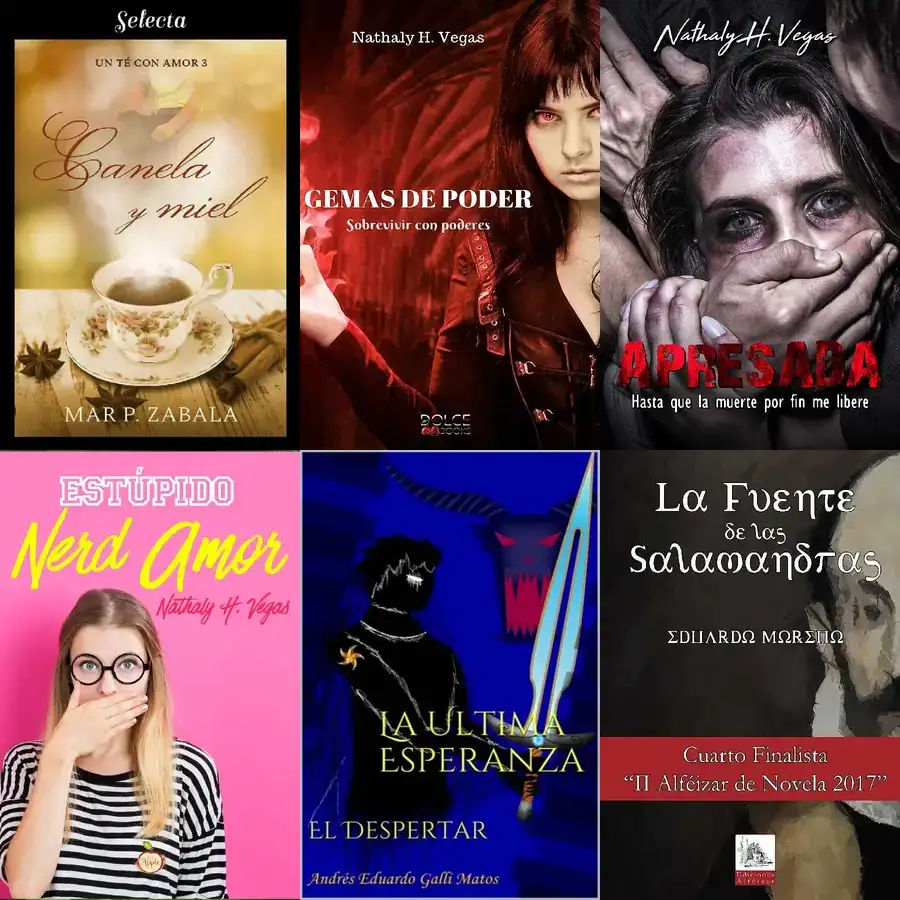 Selecta
UN TÉ CON AMOR 3
Canela
y miel
MAR P. ZABALA
Nathaly H. Vegas
GEMAS DE PODER
Sobrevivir con poderes
DOLCE
BOOKS
Nathaly H. Vegas
APRESADA
Hasta que la muerte por fin me libere
ESTÚPIDO
Nerd Amor
Nathaly H. Vegas
Apple
LA ULTIMA
ESPERANZA
EL DESPERTAR
Andrés Eduardo Galli Matos
La Fuente
de las
Salamandras
EDUARDO MORENO
Cuarto Finalista
“II Alféizar de Novela 2017”
Ediciones
Alféizar